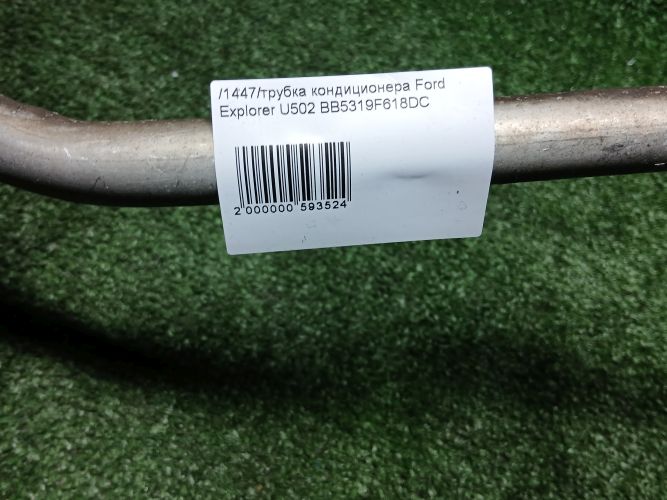 /1447/трубка кондиционера Ford
Explorer U502 BB5319F618DC
2 000000 593524